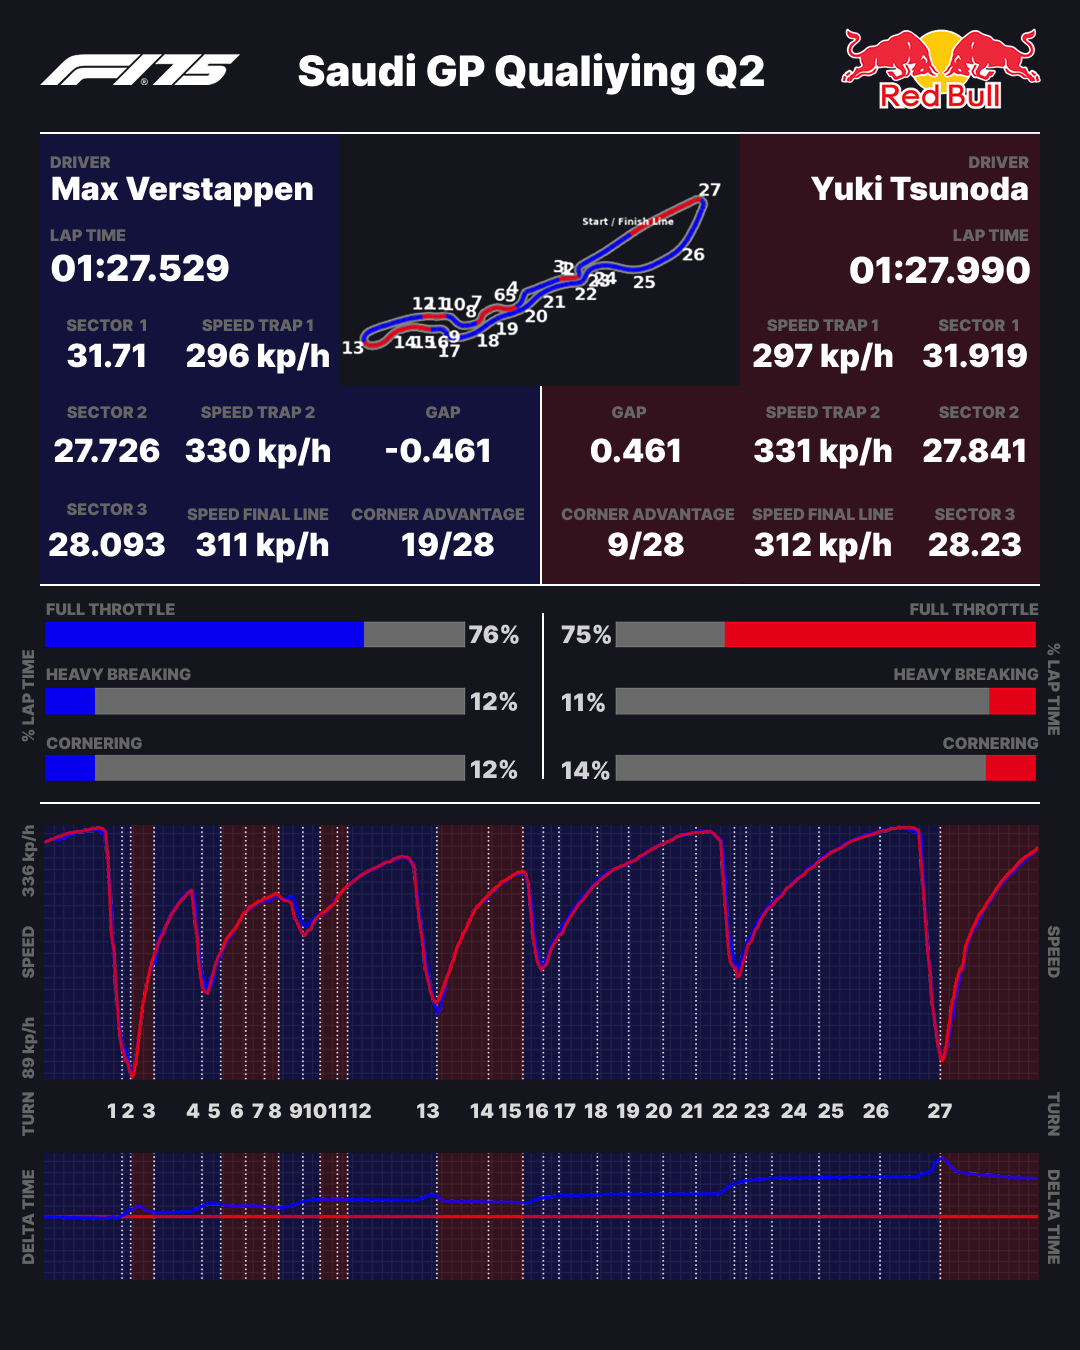 F1 75
Saudi GP Qualiying Q2
Red Bull
DRIVER
Max Verstappen
LAP TIME
01:27.529
SECTOR 1 SPEED TRAP 1
31.71 296 kp/h
SECTOR 2 SPEED TRAP 2 GAP
27.726 330 kp/h -0.461
SECTOR 3 SPEED FINAL LINE CORNER ADVANTAGE
28.093 311 kp/h 19/28
27
Start / Finish Line
26
25
24
22
21
20
19
18
17
16
15
14
13
12
11
10
9
8
7
6
5
4
3
DRIVER
Yuki Tsunoda
LAP TIME
01:27.990
SPEED TRAP 1 SECTOR 1
297 kp/h 31.919
GAP SPEED TRAP 2 SECTOR 2
0.461 331 kp/h 27.841
CORNER ADVANTAGE SPEED FINAL LINE SECTOR 3
9/28 312 kp/h 28.23
% LAP TIME
FULL THROTTLE
76%
HEAVY BREAKING
12%
CORNERING
12%
FULL THROTTLE
75%
HEAVY BREAKING
11%
CORNERING
14%
% LAP TIME
336 kp/h
SPEED
89 kp/h
SPEED
TURN
1 2 3 4 5 6 7 8 9 10 11 12 13 14 15 16 17 18 19 20 21 22 23 24 25 26 27
TURN
DELTA TIME
DELTA TIME